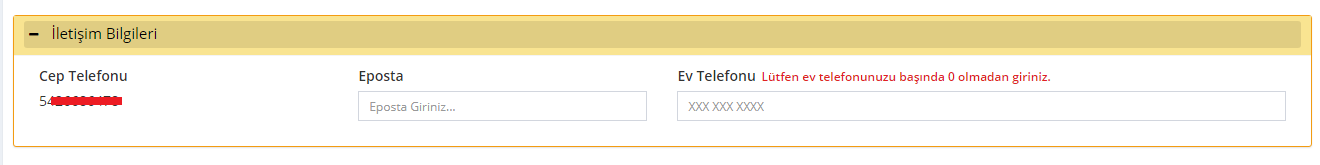 İletişim Bilgileri
Cep Telefonu
Eposta
Ev Telefonu Lütfen ev telefonunuzu başında 0 olmadan giriniz.
Eposta Giriniz...
XXX XXX XXXX